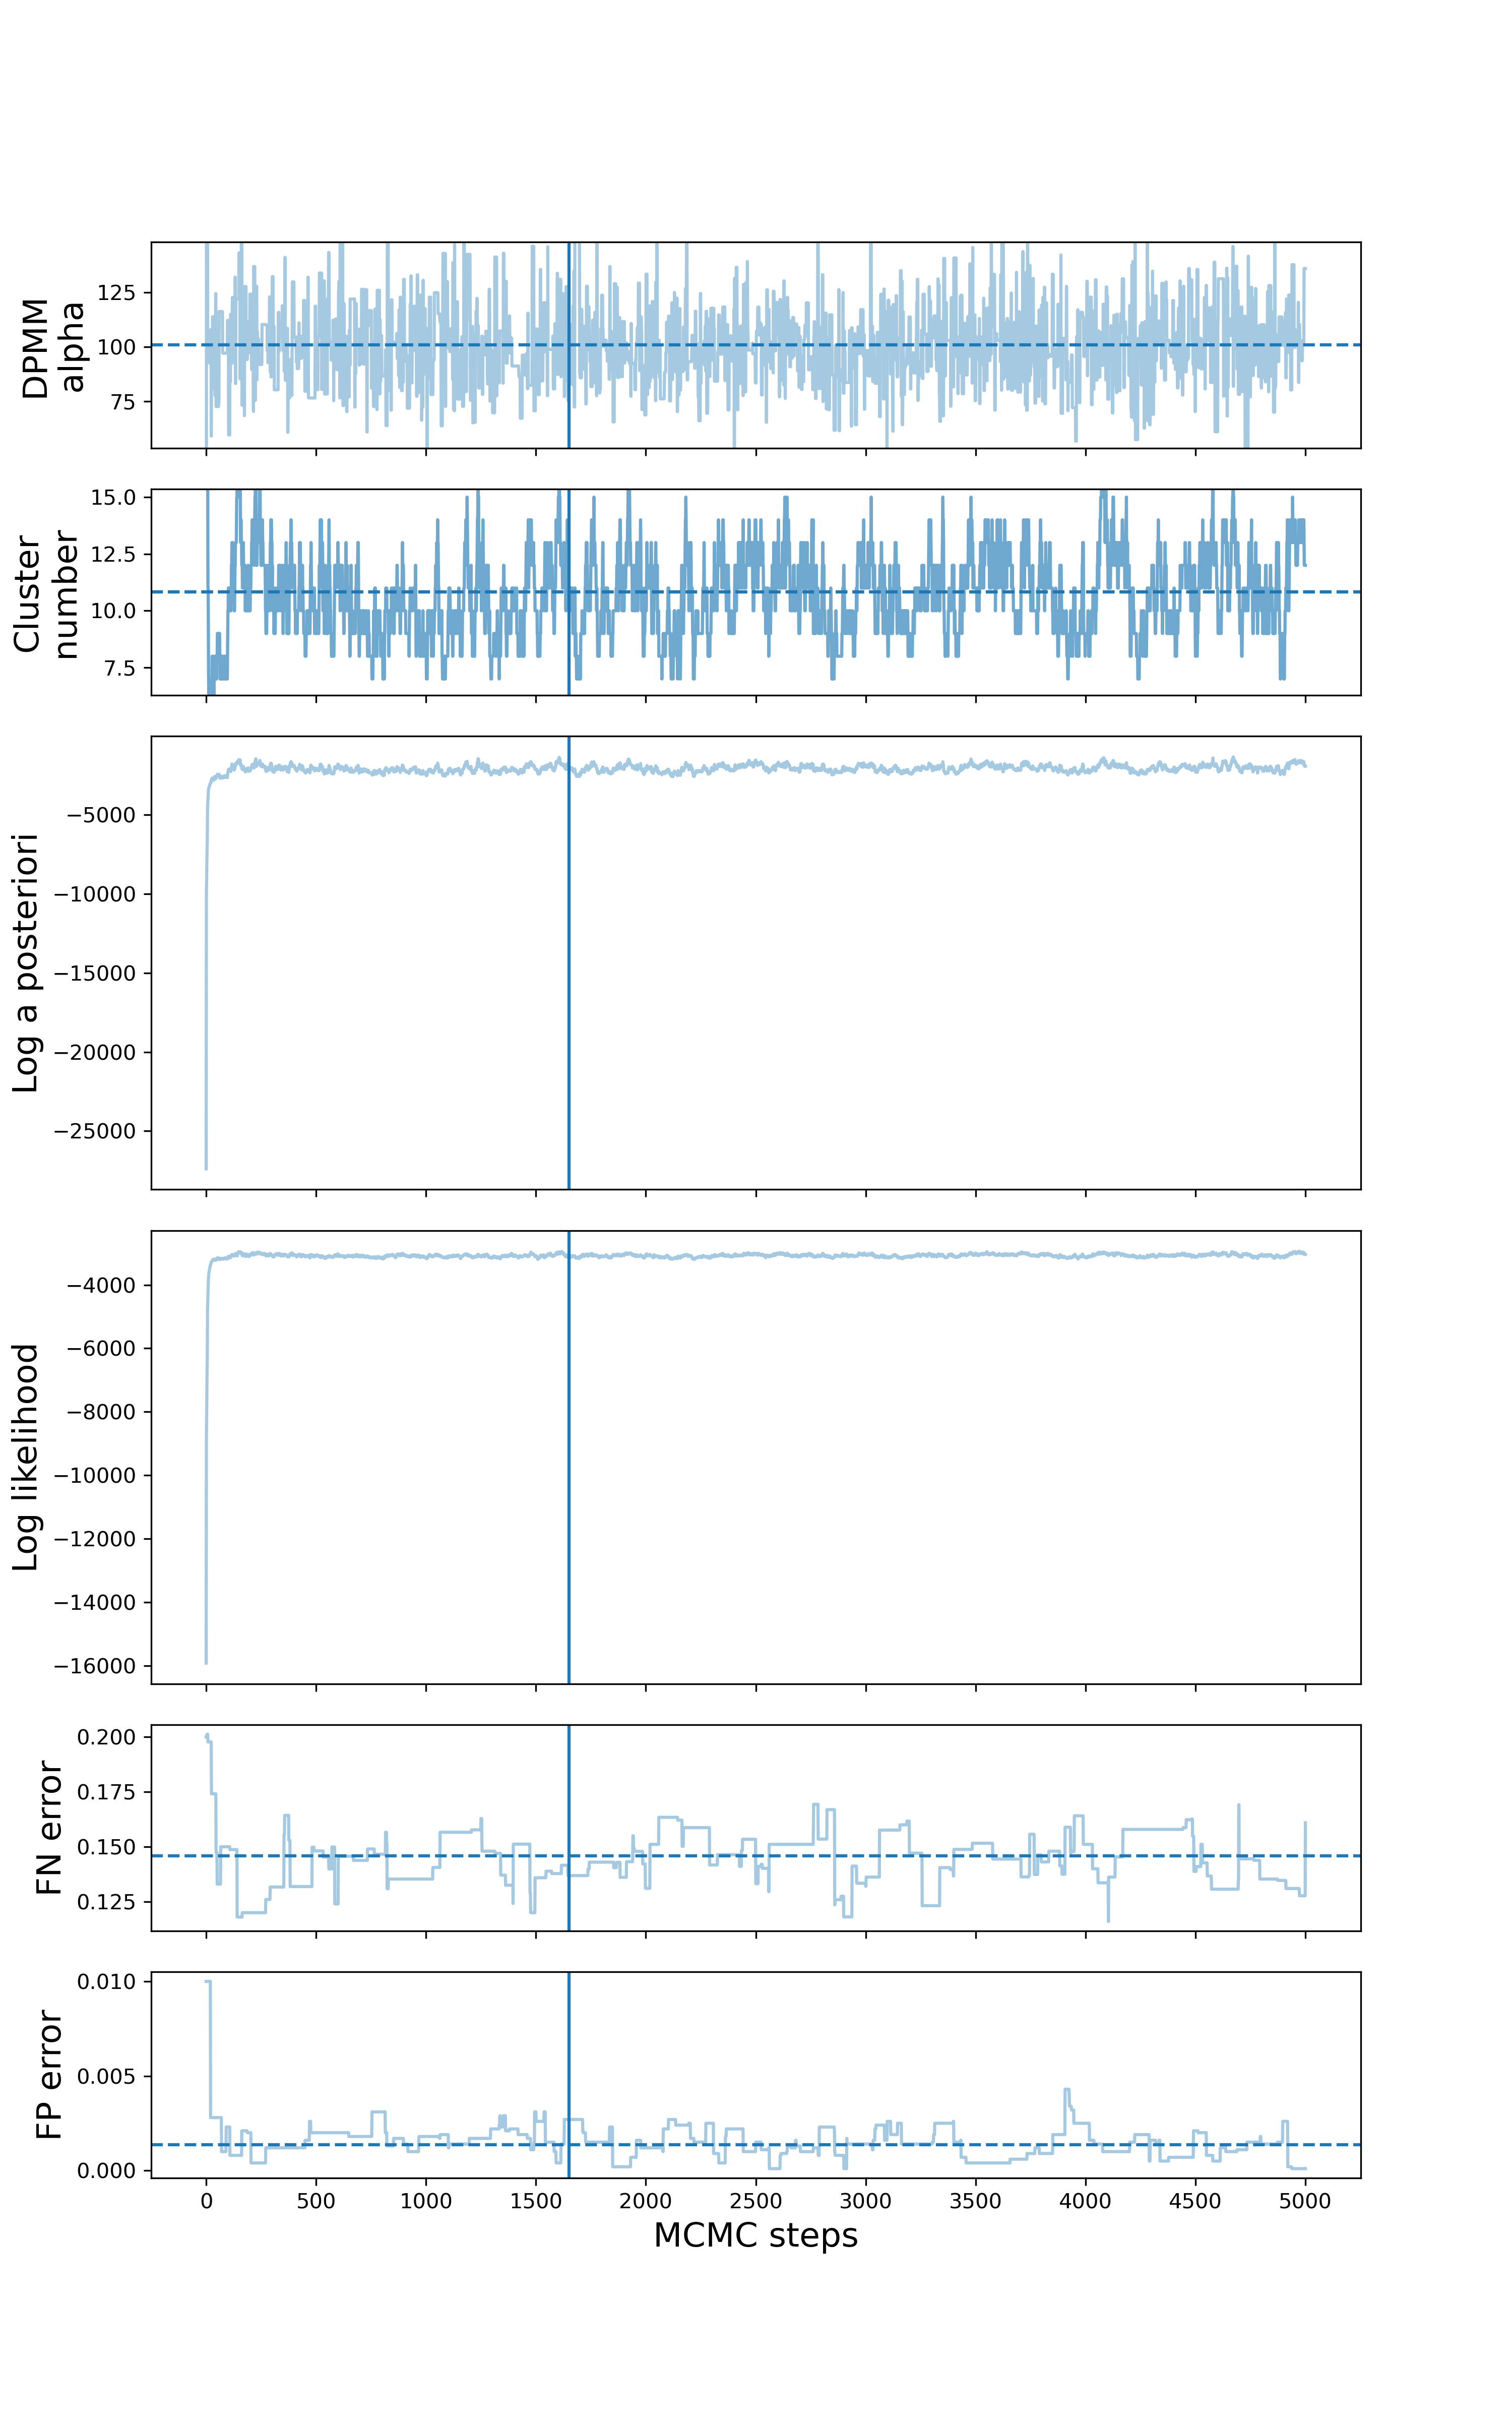 DPMM
alpha
125
100
75
Cluster
number
15.0
12.5
10.0
7.5
Log a posteriori
−5000
−10000
−15000
−20000
−25000
Log likelihood
−4000
−6000
−8000
−10000
−12000
−14000
−16000
FN error
0.200
0.175
0.150
0.125
FP error
0.010
0.005
0.000
0 500 1000 1500 2000 2500 3000 3500 4000 4500 5000
MCMC steps